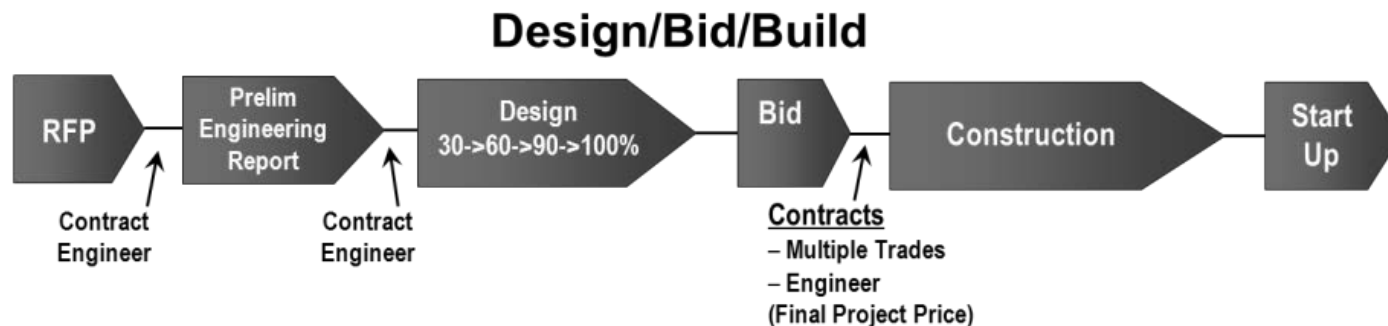 Design/Bid/Build
RFP
Prelim
Engineering
Report
Design
30->60->90->100%
Bid
Construction
Start
Up
Contract
Engineer
Contract
Engineer
Contracts
– Multiple Trades
– Engineer
(Final Project Price)